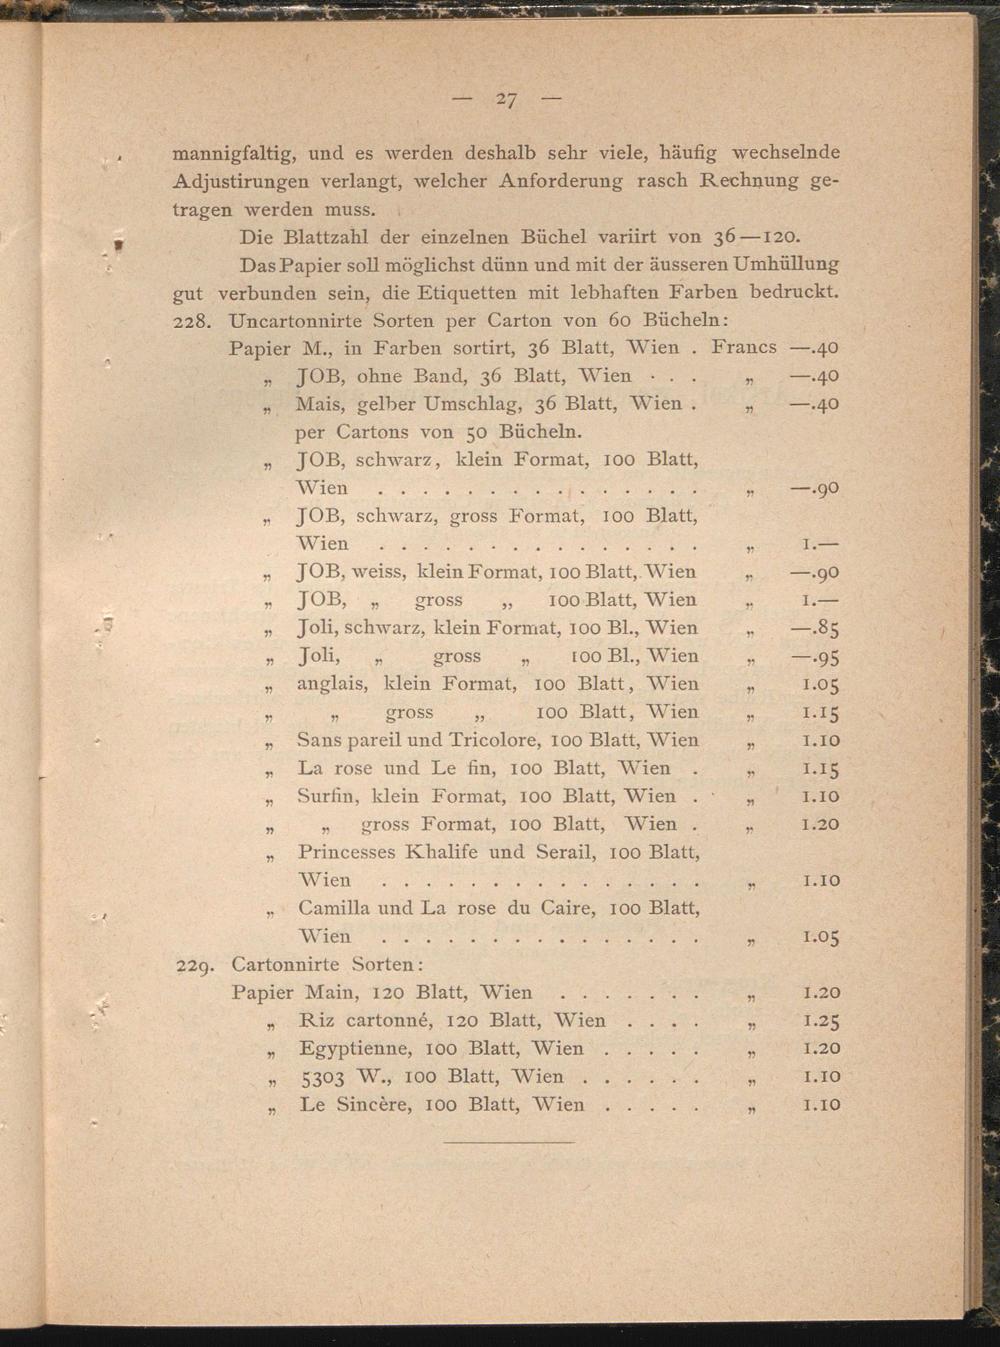 — 27 —
mannigfaltig, und es werden deshalb sehr viele, häufig wechselnde
Adjustirungen verlangt, welcher Anforderung rasch Rechnung ge-
tragen werden muss.
Die Blattzahl der einzelnen Büchel variirt von 36—120.
Das Papier soll möglichst dünn und mit der äusseren Umhüllung
gut verbunden sein, die Etiquetten mit lebhaften Farben bedruckt.
228. Uncartonnirte Sorten per Carton von 60 Bücheln:
Papier M., in Farben sortirt, 36 Blatt, Wien . Francs —.40
„ JOB, ohne Band, 36 Blatt, Wien . . . „ —.40
„ Mais, gelber Umschlag, 36 Blatt, Wien . „ —.40
per Cartons von 50 Bücheln.
„ JOB, schwarz, klein Format, 100 Blatt,
Wien . . . . . . . . . . . . . . . „ —.90
„ JOB, schwarz, gross Format, 100 Blatt,
Wien . . . . . . . . . . . . . . . „ 1.—
„ JOB, weiss, klein Format, 100 Blatt, Wien „ —.90
„ JOB, „ gross „ 100 Blatt, Wien „ 1.—
„ Joli, schwarz, klein Format, 100 Bl., Wien „ —.85
„ Joli, „ gross „ 100 Bl., Wien „ —.95
„ anglais, klein Format, 100 Blatt, Wien „ 1.05
„ „ gross „ 100 Blatt, Wien „ 1.15
„ Sans pareil und Tricolore, 100 Blatt, Wien „ 1.10
„ La rose und Le fin, 100 Blatt, Wien . „ 1.15
„ Surfin, klein Format, 100 Blatt, Wien . „ 1.10
„ „ gross Format, 100 Blatt, Wien . „ 1.20
„ Princesses Khalife und Serail, 100 Blatt,
Wien . . . . . . . . . . . . . . . „ 1.10
„ Camilla und La rose du Caire, 100 Blatt,
Wien . . . . . . . . . . . . . . . „ 1.05
229. Cartonnirte Sorten:
Papier Main, 120 Blatt, Wien . . . . . . . „ 1.20
„ Riz cartonné, 120 Blatt, Wien . . . . „ 1.25
„ Egyptienne, 100 Blatt, Wien . . . . . „ 1.20
„ 5303 W., 100 Blatt, Wien . . . . . . „ 1.10
„ Le Sincère, 100 Blatt, Wien . . . . . „ 1.10